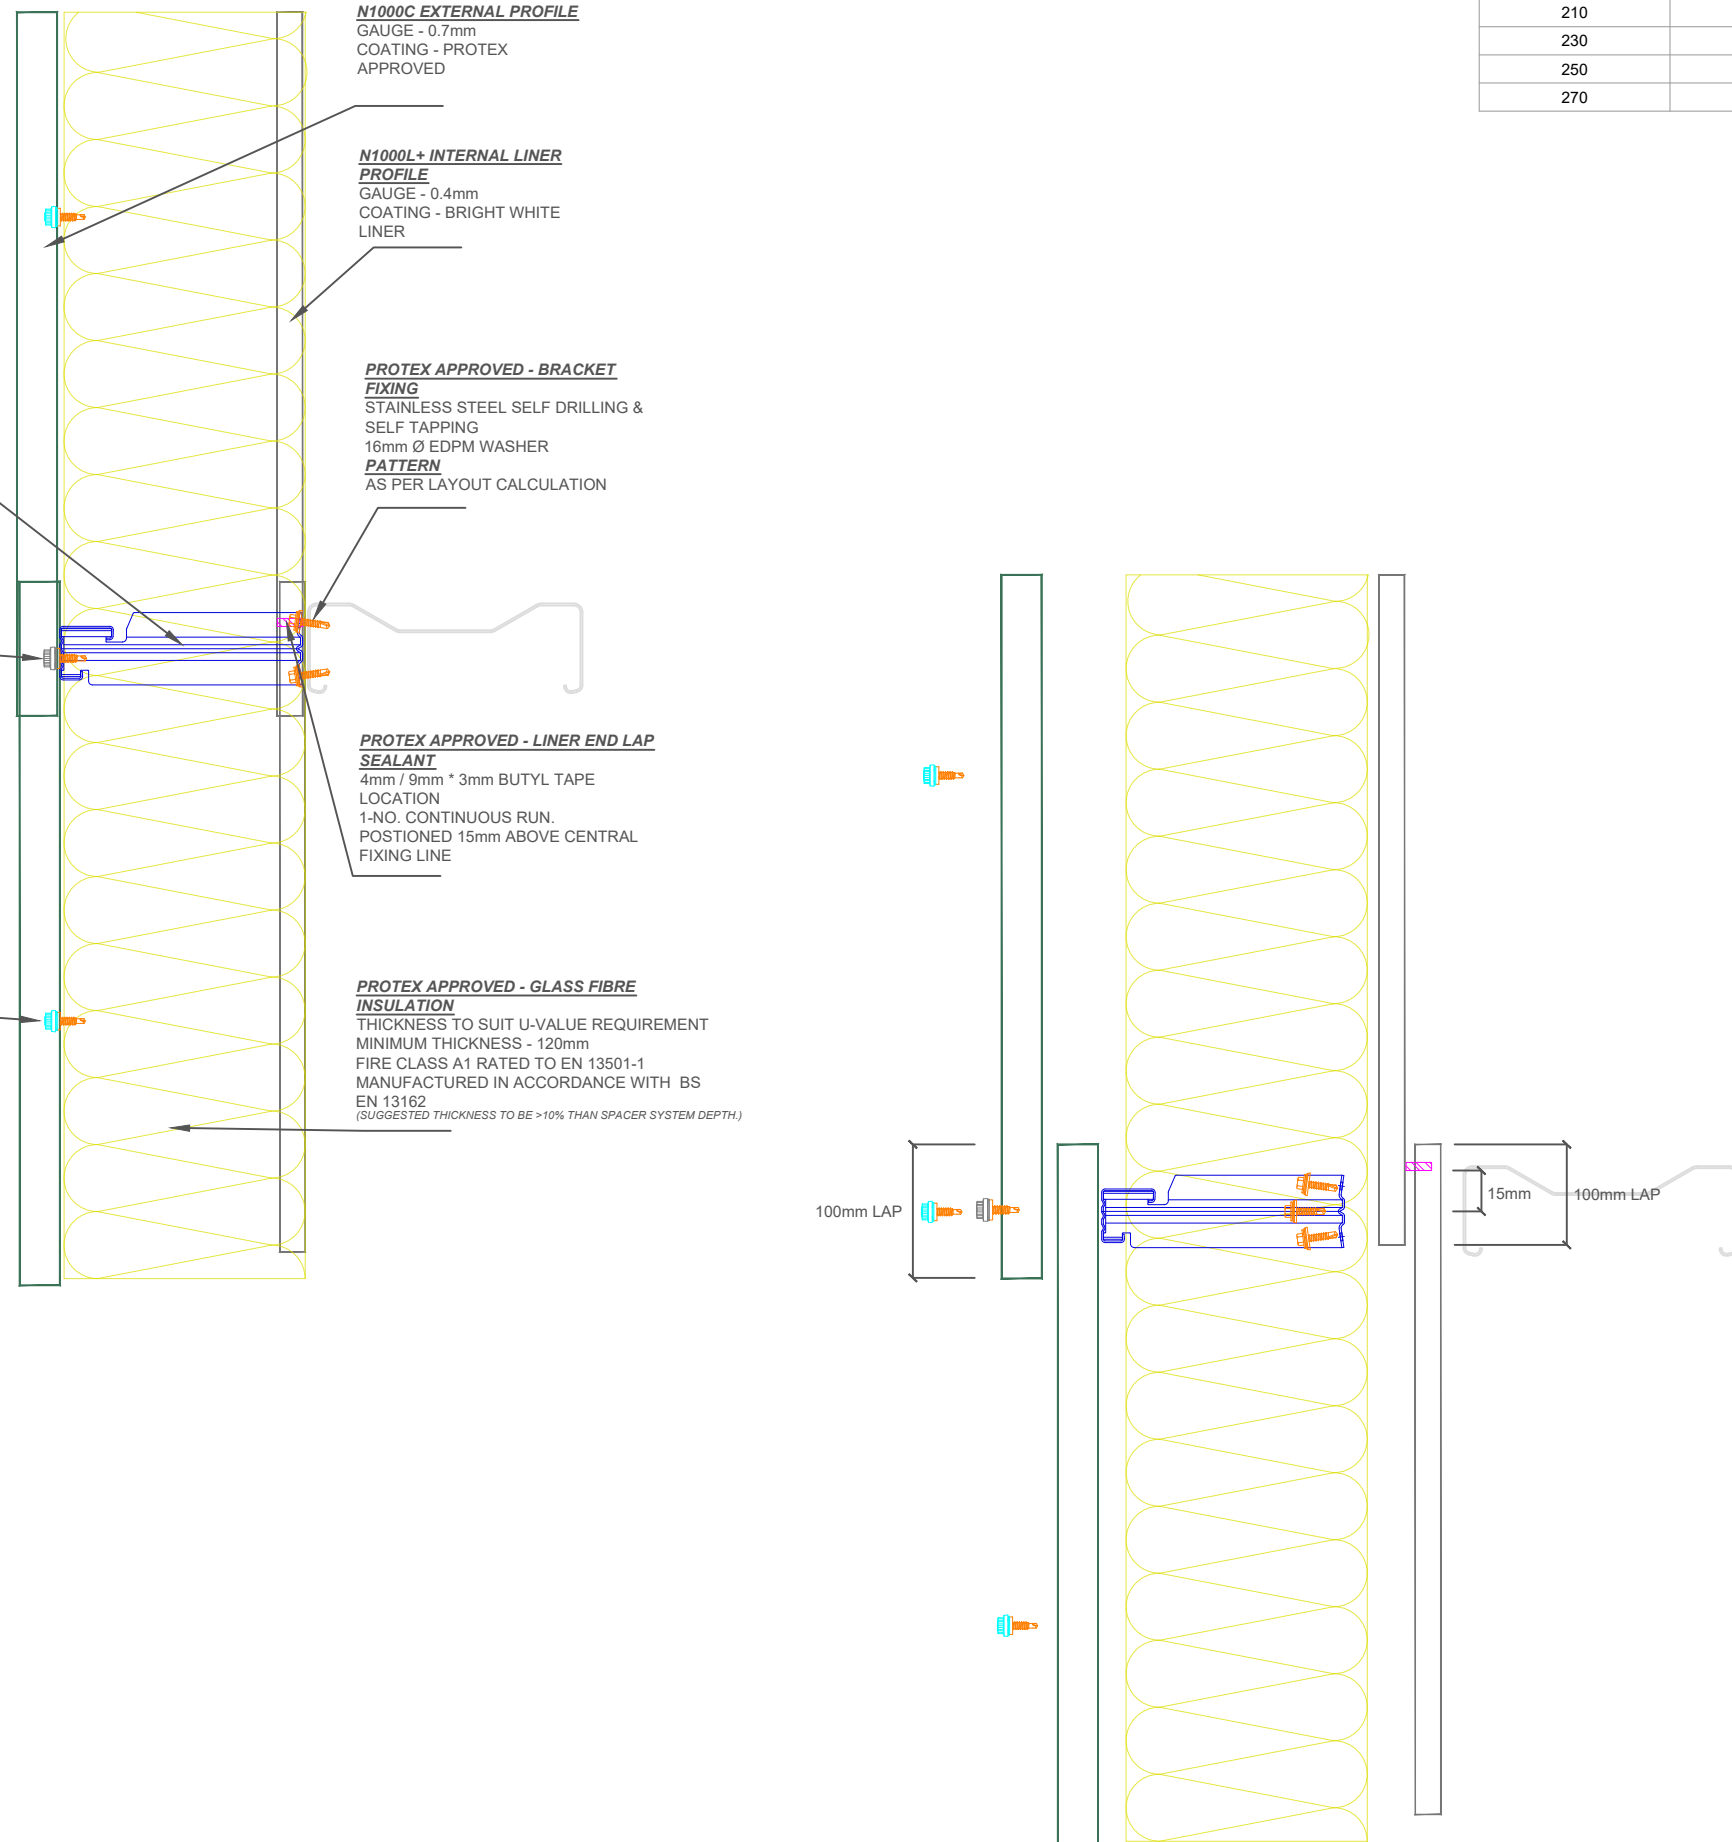 N1000C EXTERNAL PROFILE
GAUGE - 0.7mm
COATING - PROTEX
APPROVED
210
230
250
270
N1000L+ INTERNAL LINER
PROFILE
GAUGE - 0.4mm
COATING - BRIGHT WHITE
LINER
PROTEX APPROVED - BRACKET
FIXING
STAINLESS STEEL SELF DRILLING &
SELF TAPPING
16mm Ø EDPM WASHER
PATTERN
AS PER LAYOUT CALCULATION
PROTEX APPROVED - LINER END LAP
SEALANT
4mm / 9mm * 3mm BUTYL TAPE
LOCATION
1-NO. CONTINUOUS RUN.
POSTIONED 15mm ABOVE CENTRAL
FIXING LINE
PROTEX APPROVED - GLASS FIBRE
INSULATION
THICKNESS TO SUIT U-VALUE REQUIREMENT
MINIMUM THICKNESS - 120mm
FIRE CLASS A1 RATED TO EN 13501-1
MANUFACTURED IN ACCORDANCE WITH  BS
EN 13162
(SUGGESTED THICKNESS TO BE >10% THAN SPACER SYSTEM DEPTH.)
100mm LAP
15mm
100mm LAP